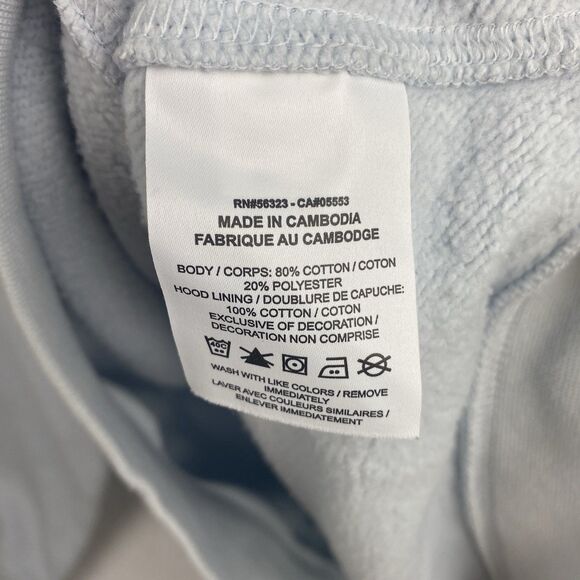 RN#56323 - CA#05553
MADE IN CAMBODIA
FABRIQUE AU CAMBODGE
BODY / CORPS: 80% COTTON / COTON
20% POLYESTER
HOOD LINING / DOUBLURE DE CAPUCHE:
100% COTTON / COTON
EXCLUSIVE OF DECORATION /
DECORATION NON COMPRISE
40C
WASH WITH LIKE COLORS / REMOVE
IMMEDIATELY
LAVER AVEC COULEURS SIMILAIRES /
ENLEVER IMMEDIATEMENT